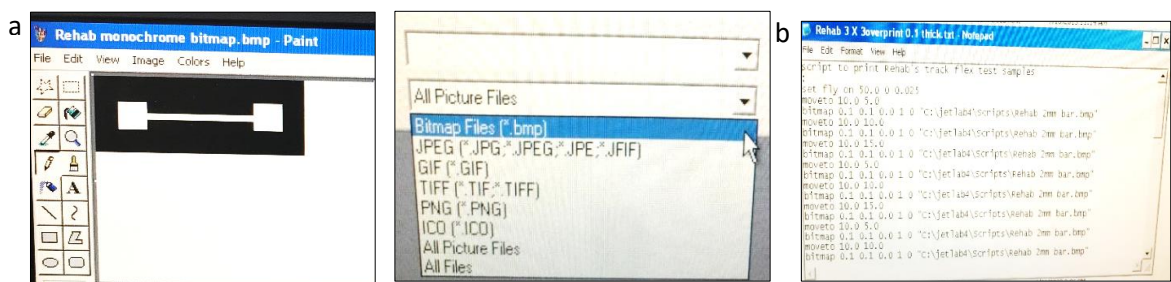 a
Rehab monochrome bitmap.bmp - Paint
File Edit View Image Colors Help
A
All Picture Files
Bitmap Files (*.bmp)
JPEG (*.JPG;*.JPEG;*.JPE;*.JFIF)
GIF (*.GIF)
TIFF (*.TIF;*.TIFF)
PNG (*.PNG)
ICO (*.ICO)
All Picture Files
All Files
b
Rehab 3 X 3overprint 0.1 thick.txt - Notepad
File Edit Format View Help
script to print Rehab's track flex test samples
:
set fly on 50.0 0 0.025
moveto 10.0 5.0
bitmap 0.1 0.1 0.0 1 0 "C:\jetlab4\Scripts\Rehab 2mm bar.bmp"
moveto 10.0 10.0
bitmap 0.1 0.1 0.0 1 0 "C:\jetlab4\Scripts\Rehab 2mm bar.bmp"
moveto 10.0 15.0
bitmap 0.1 0.1 0.0 1 0 "C:\jetlab4\Scripts\Rehab 2mm bar.bmp"
moveto 10.0 5.0
bitmap 0.1 0.1 0.0 1 0 "C:\jetlab4\Scripts\Rehab 2mm bar.bmp"
moveto 10.0 10.0
bitmap 0.1 0.1 0.0 1 0 "C:\jetlab4\Scripts\Rehab 2mm bar.bmp"
moveto 10.0 15.0
bitmap 0.1 0.1 0.0 1 0 "C:\jetlab4\Scripts\Rehab 2mm bar.bmp"
moveto 10.0 5.0
bitmap 0.1 0.1 0.0 1 0 "C:\jetlab4\Scripts\Rehab 2mm bar.bmp"
moveto 10.0 10.0
bitmap 0.1 0.1 0.0 1 0 "C:\jetlab4\Scripts\Rehab 2mm bar.bmp"